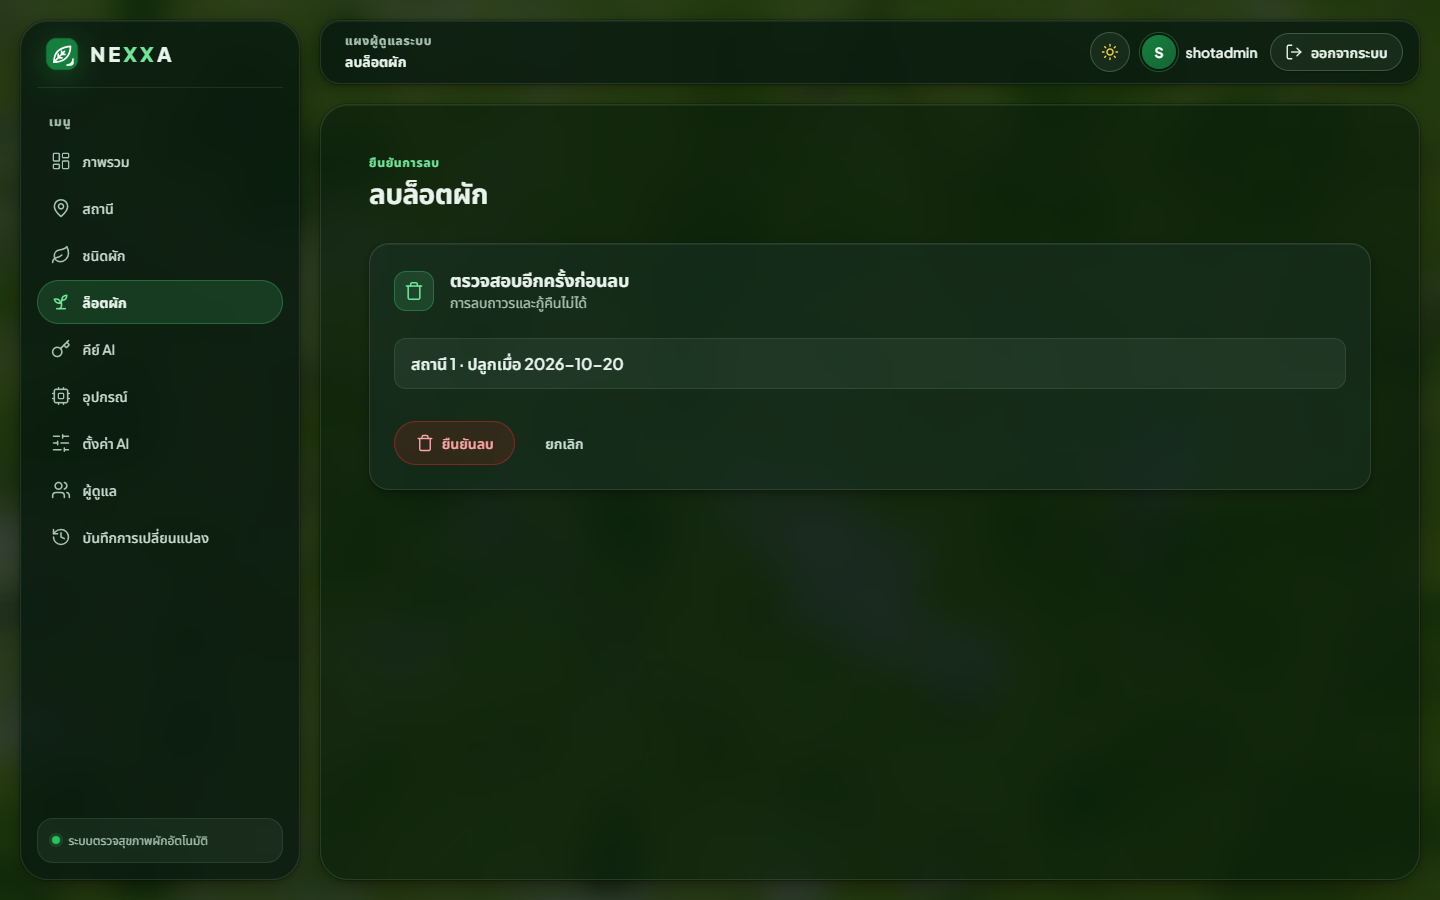 NEXXA
เมนู
ภาพรวม
สถานี
ชนิดผัก
ล็อตผัก
คีย์ AI
อุปกรณ์
ตั้งค่า AI
ผู้ดูแล
บันทึกการเปลี่ยนแปลง
ระบบตรวจสุขภาพผักอัตโนมัติ
แผงผู้ดูแลระบบ
ลบล็อตผัก
S
shotadmin
ออกจากระบบ
ยืนยันการลบ
ลบล็อตผัก
ตรวจสอบอีกครั้งก่อนลบ
การลบถาวรและกู้คืนไม่ได้
สถานี 1 · ปลูกเมื่อ 2026-10-20
ยืนยันลบ
ยกเลิก